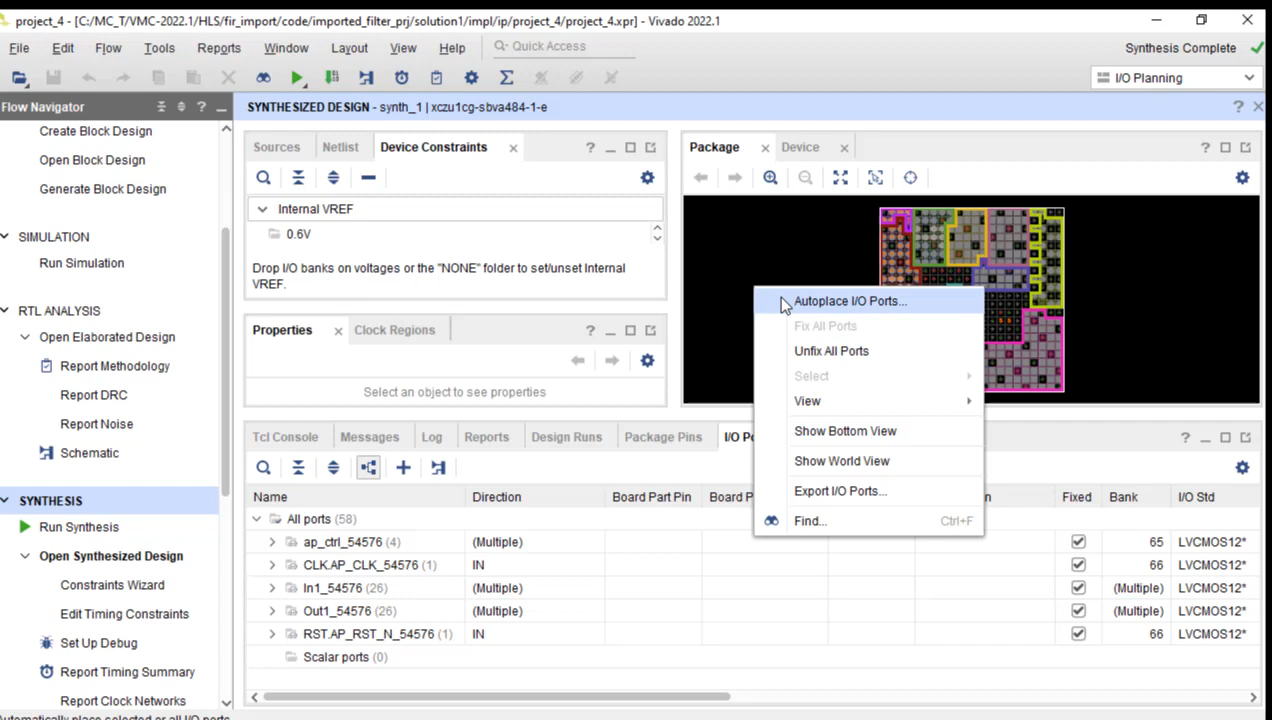 project_4 - [C:/MC_T/VMC-2022.1/HLS/fir_import/code/imported_filter_prj/solution1/impl/ip/project_4/project_4.xpr] - Vivado 2022.1
File Edit Flow Tools Reports Window Layout View Help Quick Access
Synthesis Complete
I/O Planning
Flow Navigator
SYNTHESIZED DESIGN - synth_1 | xczu1cg-sbva484-1-e
Create Block Design
Open Block Design
Generate Block Design
SIMULATION
Run Simulation
RTL ANALYSIS
Open Elaborated Design
Report Methodology
Report DRC
Report Noise
Schematic
SYNTHESIS
Run Synthesis
Open Synthesized Design
Constraints Wizard
Edit Timing Constraints
Set Up Debug
Report Timing Summary
Report Clock Networks
Sources Netlist Device Constraints
Internal VREF
0.6V
Drop I/O banks on voltages or the "NONE" folder to set/unset Internal
VREF.
Properties Clock Regions
Select an object to see properties
Package Device
Autoplace I/O Ports...
Fix All Ports
Unfix All Ports
Select
View
Show Bottom View
Show World View
Export I/O Ports...
Find... Ctrl+F
Tcl Console Messages Log Reports Design Runs Package Pins
Name Direction Board Part Pin Fixed Bank I/O Std
All ports (58)
ap_ctrl_54576 (4) (Multiple) 65 LVCMOS12*
CLK.AP_CLK_54576 (1) IN 66 LVCMOS12*
In1_54576 (26) (Multiple) (Multiple) LVCMOS12*
Out1_54576 (26) (Multiple) (Multiple) LVCMOS12*
RST.AP_RST_N_54576 (1) IN 66 LVCMOS12*
Scalar ports (0)